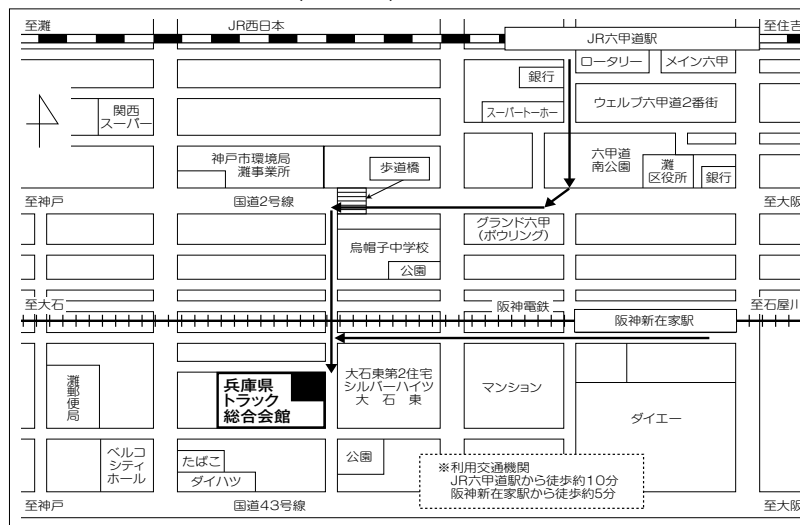 至灘
JR西日本
JR六甲道駅
至住吉
ロータリー
メイン六甲
銀行
関西
スーパー
スーパートーホー
ウェルブ六甲道2番街
神戸市環境局
灘事業所
歩道橋
六甲道
南公園
灘
区役所
銀行
至神戸
国道2号線
至大阪
グランド六甲
(ボウリング)
烏帽子中学校
公園
至大石
阪神電鉄
阪神新在家駅
至石屋川
灘郵便局
兵庫県
トラック
総合会館
大石東第2住宅
シルバーハイツ
大石東
マンション
ダイエー
ベルコ
シティ
ホール
たばこ
ダイハツ
公園
※利用交通機関
JR六甲道駅から徒歩約10分
阪神新在家駅から徒歩約5分
至神戸
国道43号線
至大阪